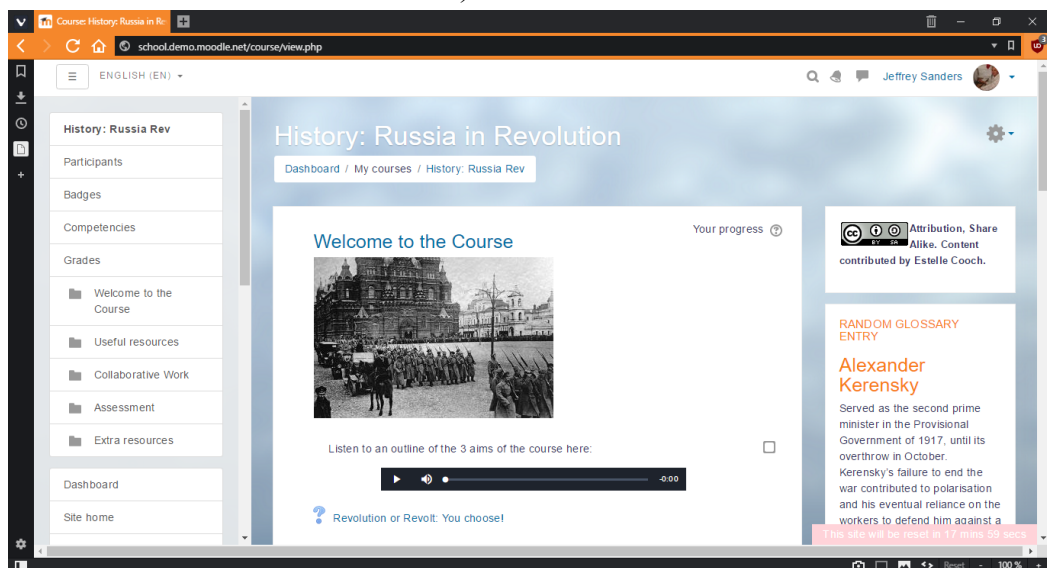 Course: History: Russia in Re
school.demo.moodle.net/course/view.php
3
ENGLISH (EN)
Jeffrey Sanders
History: Russia Rev
Participants
Badges
Competencies
Grades
Welcome to the
Course
Useful resources
Collaborative Work
Assessment
Extra resources
Dashboard
Site home
History: Russia in Revolution
Dashboard / My courses / History: Russia Rev
Welcome to the Course
Your progress
Listen to an outline of the 3 aims of the course here:
-0:00
Revolution or Revolt: You choose!
cc BY SA Attribution, Share
Alike. Content
contributed by Estelle Cooch.
RANDOM GLOSSARY
ENTRY
Alexander
Kerensky
Served as the second prime
minister in the Provisional
Government of 1917, until its
overthrow in October.
Kerensky's failure to end the
war contributed to polarisation
and his eventual reliance on the
workers to defend him against a
This site will be reset in 17 mins 59 secs
Reset - 100 % +